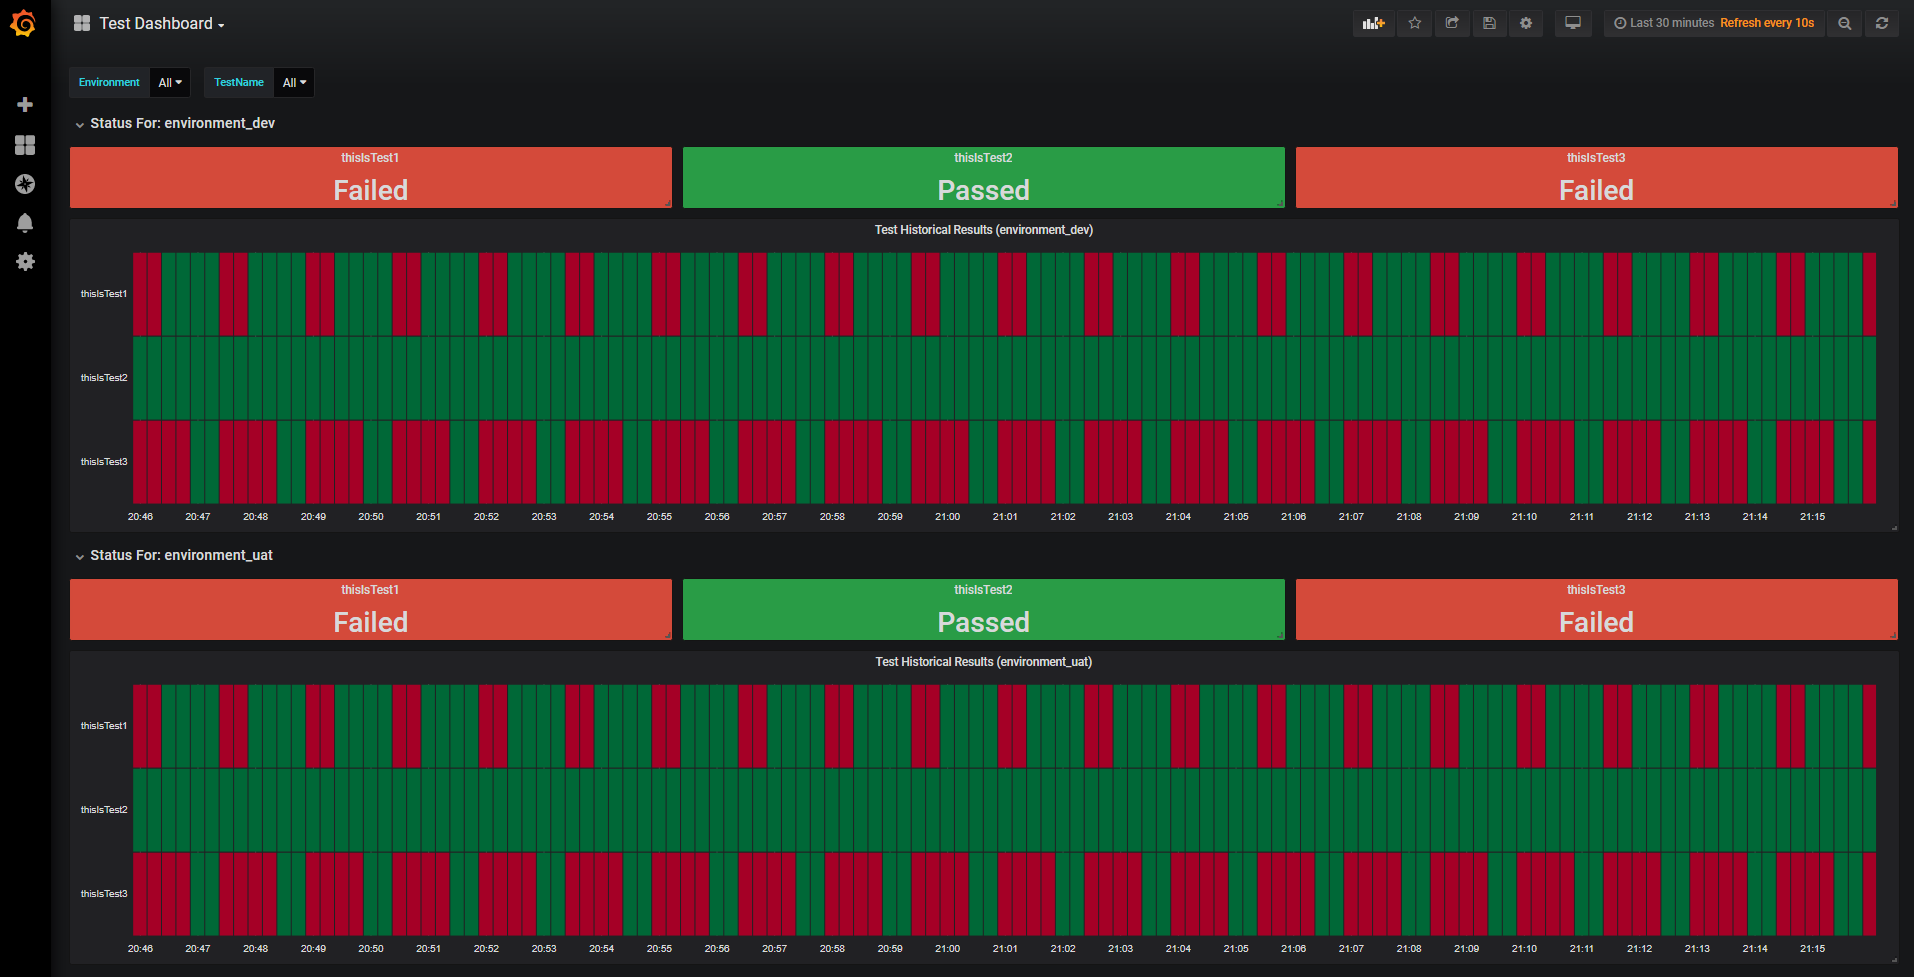 Test Dashboard
Last 30 minutes Refresh every 10s
Environment All TestName All
Status For: environment_dev
thisIsTest1 thisIsTest2 thisIsTest3
Failed Passed Failed
Test Historical Results (environment_dev)
thisIsTest1
thisIsTest2
thisIsTest3
20:46 20:47 20:48 20:49 20:50 20:51 20:52 20:53 20:54 20:55 20:56 20:57 20:58 20:59 21:00 21:01 21:02 21:03 21:04 21:05 21:06 21:07 21:08 21:09 21:10 21:11 21:12 21:13 21:14 21:15
Status For: environment_uat
thisIsTest1 thisIsTest2 thisIsTest3
Failed Passed Failed
Test Historical Results (environment_uat)
thisIsTest1
thisIsTest2
thisIsTest3
20:46 20:47 20:48 20:49 20:50 20:51 20:52 20:53 20:54 20:55 20:56 20:57 20:58 20:59 21:00 21:01 21:02 21:03 21:04 21:05 21:06 21:07 21:08 21:09 21:10 21:11 21:12 21:13 21:14 21:15